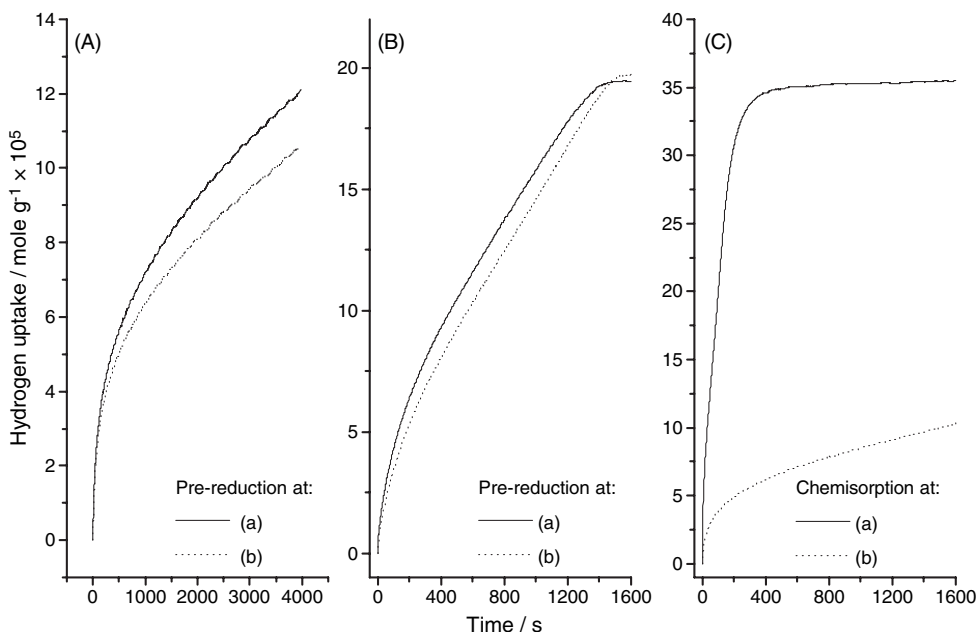 (A)
14
12
10
8
6
4
2
0
Hydrogen uptake / mole g⁻¹ × 10⁵
Pre-reduction at:
(a)
(b)
0 1000 2000 3000 4000
(B)
20
15
10
5
0
Pre-reduction at:
(a)
(b)
0 400 800 1200 1600
Time / s
(C)
40
35
30
25
20
15
10
5
0
Chemisorption at:
(a)
(b)
0 400 800 1200 1600